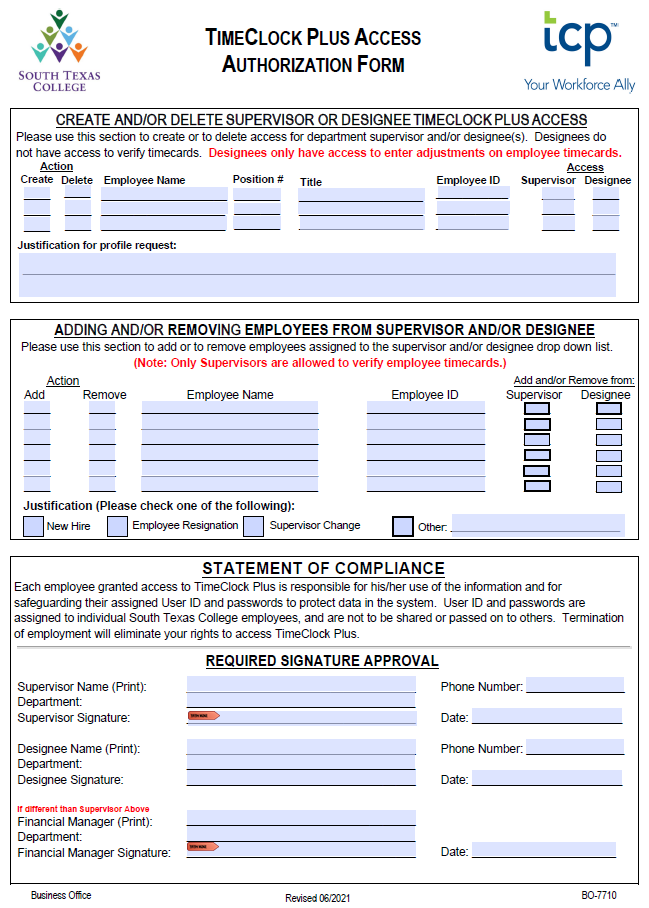 SOUTH TEXAS
COLLEGE
TIMECLOCK PLUS ACCESS
AUTHORIZATION FORM
tcp™
Your Workforce Ally
CREATE AND/OR DELETE SUPERVISOR OR DESIGNEE TIMECLOCK PLUS ACCESS
Please use this section to create or to delete access for department supervisor and/or designee(s). Designees do
not have access to verify timecards. Designees only have access to enter adjustments on employee timecards.
Action Access
Create Delete Employee Name Position # Title Employee ID Supervisor Designee
Justification for profile request:
ADDING AND/OR REMOVING EMPLOYEES FROM SUPERVISOR AND/OR DESIGNEE
Please use this section to add or to remove employees assigned to the supervisor and/or designee drop down list.
(Note: Only Supervisors are allowed to verify employee timecards.)
Action Add and/or Remove from:
Add Remove Employee Name Employee ID Supervisor Designee
Justification (Please check one of the following):
New Hire Employee Resignation Supervisor Change Other:
STATEMENT OF COMPLIANCE
Each employee granted access to TimeClock Plus is responsible for his/her use of the information and for
safeguarding their assigned User ID and passwords to protect data in the system. User ID and passwords are
assigned to individual South Texas College employees, and are not to be shared or passed on to others. Termination
of employment will eliminate your rights to access TimeClock Plus.
REQUIRED SIGNATURE APPROVAL
Supervisor Name (Print): Phone Number:
Department:
Supervisor Signature: Date:
Designee Name (Print): Phone Number:
Department:
Designee Signature: Date:
If different than Supervisor Above
Financial Manager (Print):
Department:
Financial Manager Signature: Date:
Business Office Revised 06/2021 BO-7710